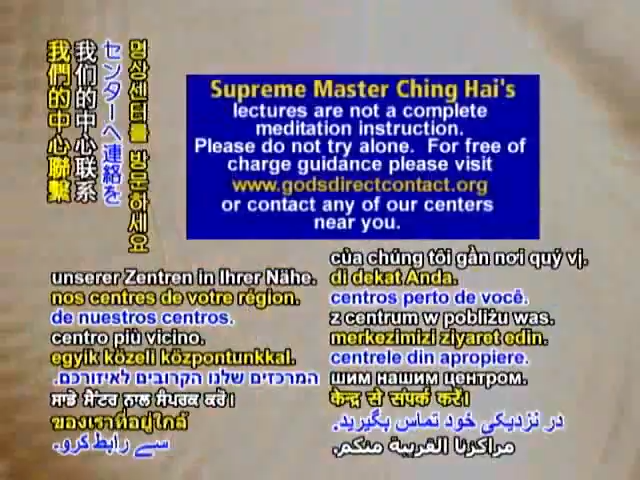 我們的中心聯繫
我们的中心联系
センターへ連絡を
명상센터를 방문하세요
Supreme Master Ching Hai's
lectures are not a complete
meditation instruction.
Please do not try alone. For free of
charge guidance please visit
www.godsdirectcontact.org
or contact any of our centers
near you.
unserer Zentren in Ihrer Nähe.
nos centres de votre région.
de nuestros centros.
centro più vicino.
egyik közeli központunkkal.
המרכזים שלנו הקרובים לאיזורכם.
ਸਾਡੇ ਸੈਂਟਰ ਨਾਲ ਸੰਪਰਕ ਕਰੋ।
ของเราที่อยู่ใกล้
سے رابطہ کرو.
của chúng tôi gần nơi quý vị.
di dekat Anda.
centros perto de você.
z centrum w pobliżu was.
merkezimizi ziyaret edin.
centrele din apropiere.
шим нашим центром.
केन्द्र से संपर्क करें।
در نزدیکی خود تماس بگیرید.
مراكزنا القريبة منكم.